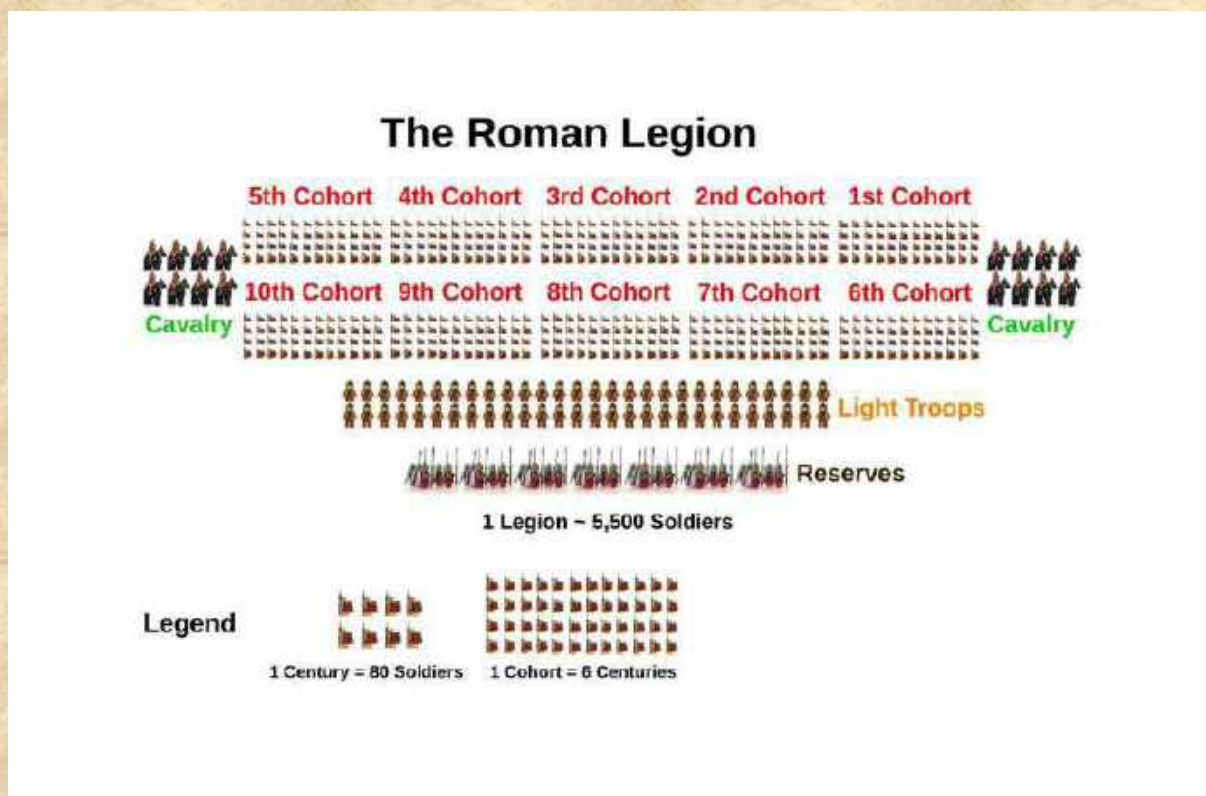 The Roman Legion
5th Cohort 4th Cohort 3rd Cohort 2nd Cohort 1st Cohort
10th Cohort 9th Cohort 8th Cohort 7th Cohort 6th Cohort
Cavalry Cavalry
Light Troops
Reserves
1 Legion ~ 5,500 Soldiers
Legend
1 Century = 80 Soldiers 1 Cohort = 6 Centuries